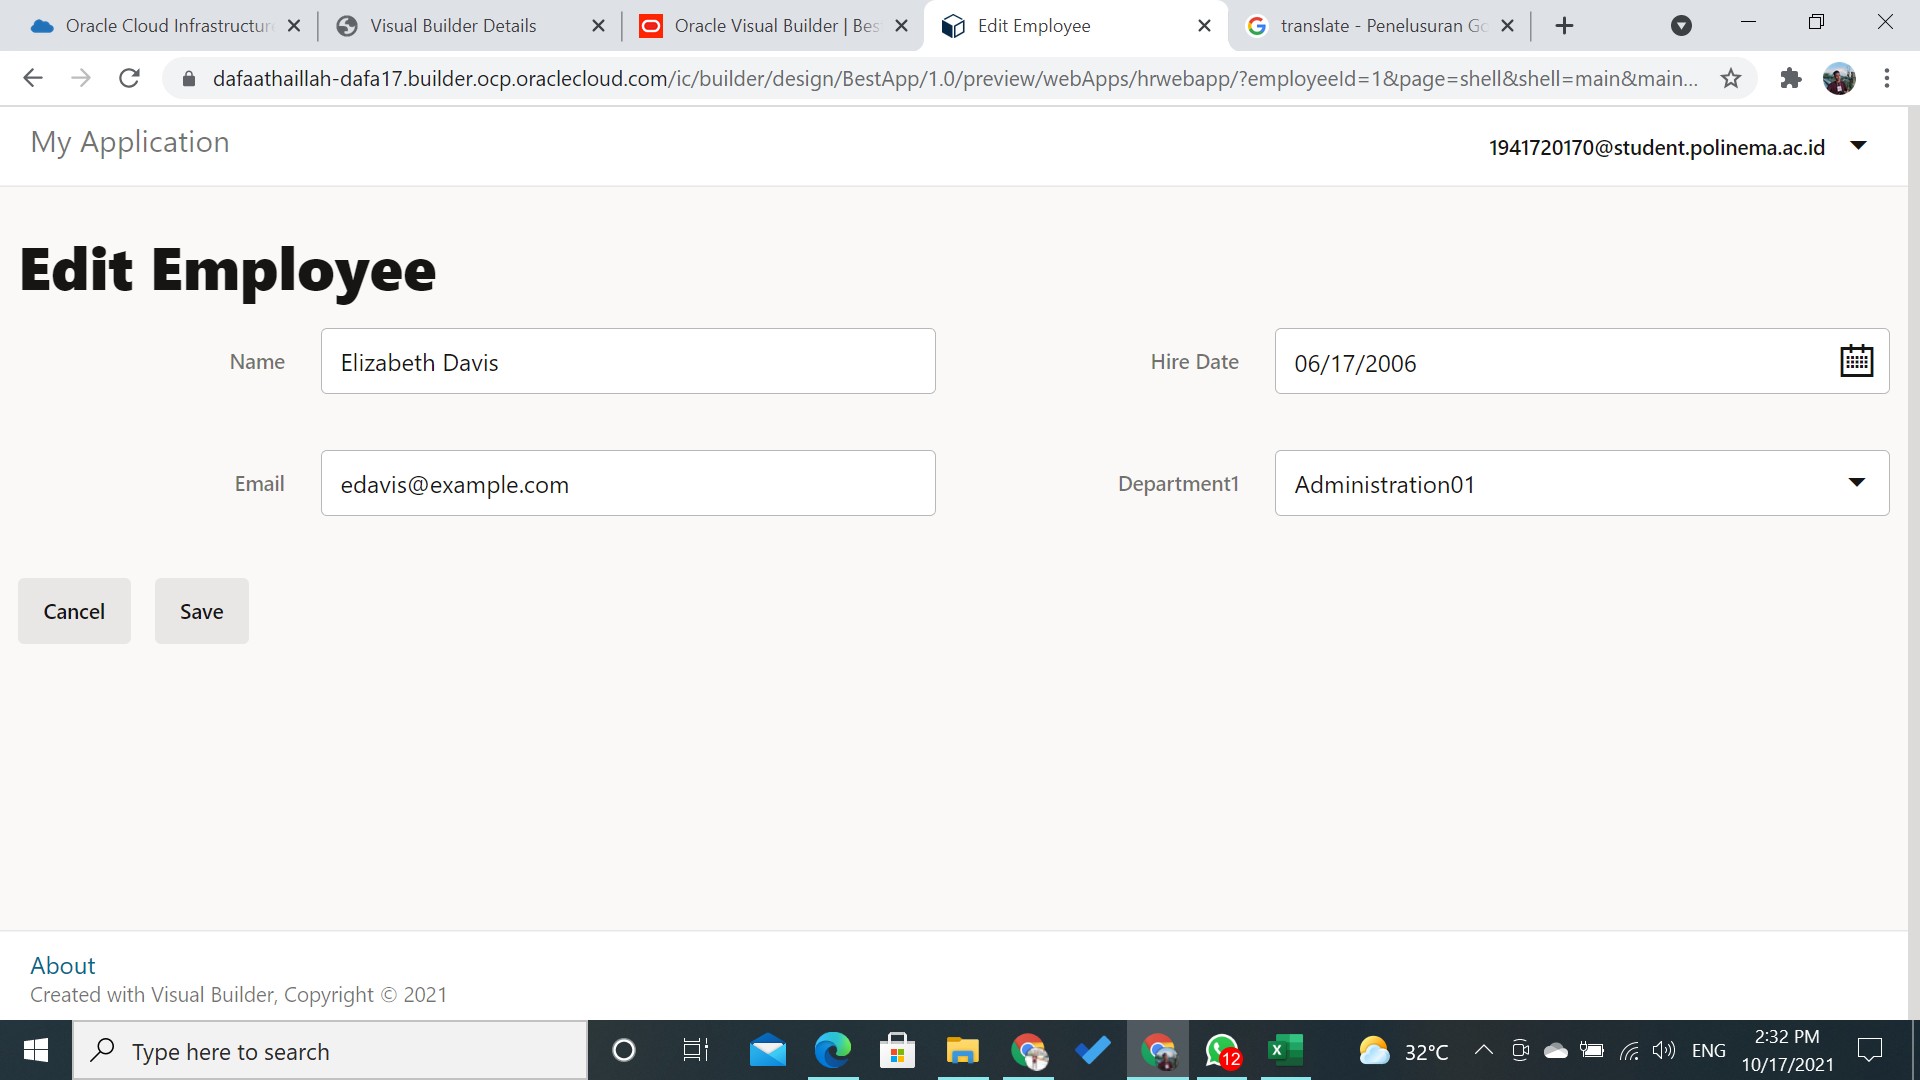 Oracle Cloud Infrastructure
Visual Builder Details
Oracle Visual Builder | Bes
Edit Employee
translate - Penelusuran Go
dafaathaillah-dafa17.builder.ocp.oraclecloud.com/ic/builder/design/BestApp/1.0/preview/webApps/hrwebapp/?employeeId=1&page=shell&shell=main&main...
My Application
1941720170@student.polinema.ac.id
Edit Employee
Name
Elizabeth Davis
Hire Date
06/17/2006
Email
edavis@example.com
Department1
Administration01
Cancel
Save
About
Created with Visual Builder, Copyright © 2021
Type here to search
12
32°C
ENG
2:32 PM
10/17/2021